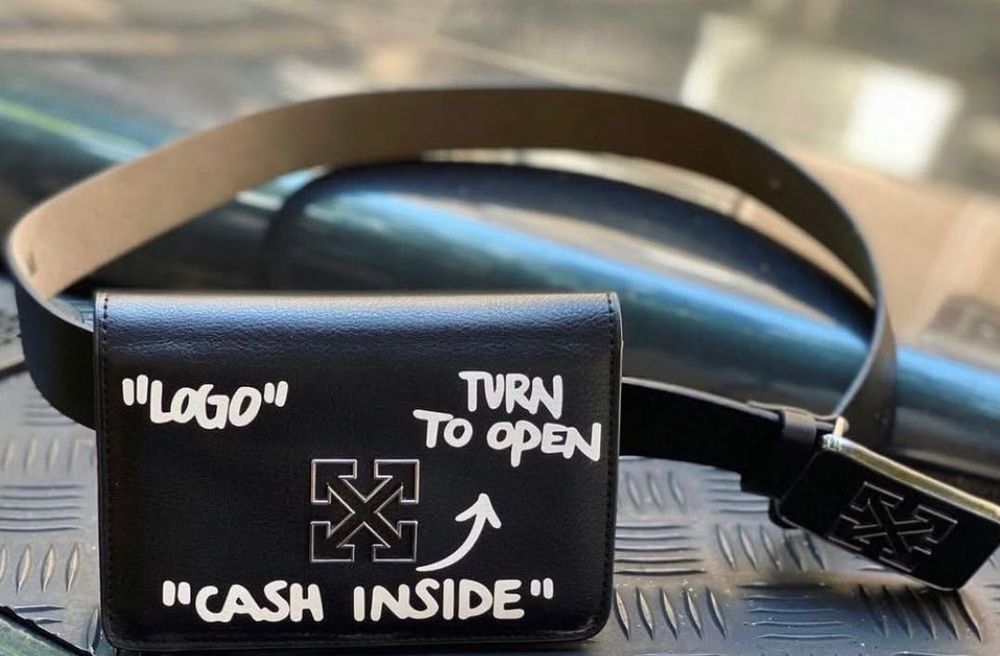 "LOGO"
TURN
TO OPEN
"CASH INSIDE"